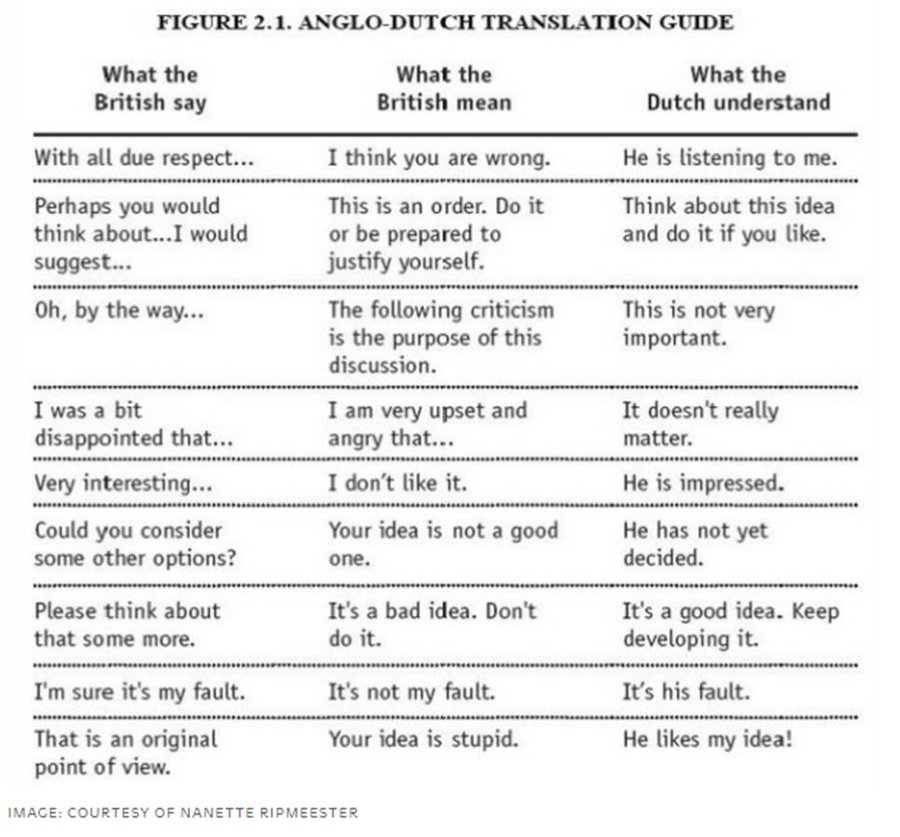 FIGURE 2.1. ANGLO-DUTCH TRANSLATION GUIDE
What the British say
What the British mean
What the Dutch understand
With all due respect...
I think you are wrong.
He is listening to me.
Perhaps you would think about...I would suggest...
This is an order. Do it or be prepared to justify yourself.
Think about this idea and do it if you like.
Oh, by the way...
The following criticism is the purpose of this discussion.
This is not very important.
I was a bit disappointed that...
I am very upset and angry that...
It doesn't really matter.
Very interesting...
I don't like it.
He is impressed.
Could you consider some other options?
Your idea is not a good one.
He has not yet decided.
Please think about that some more.
It's a bad idea. Don't do it.
It's a good idea. Keep developing it.
I'm sure it's my fault.
It's not my fault.
It's his fault.
That is an original point of view.
Your idea is stupid.
He likes my idea!
IMAGE: COURTESY OF NANETTE RIPMEESTER